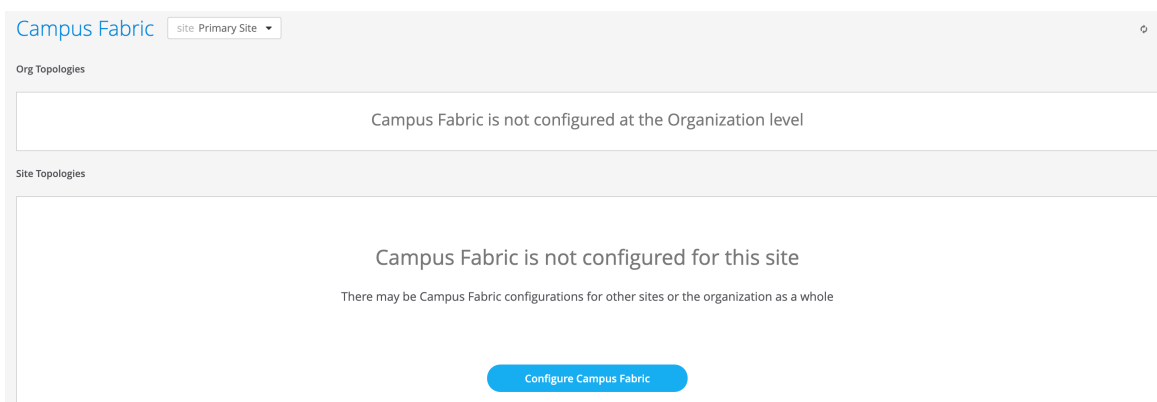 Campus Fabric site Primary Site
Org Topologies
Campus Fabric is not configured at the Organization level
Site Topologies
Campus Fabric is not configured for this site
There may be Campus Fabric configurations for other sites or the organization as a whole
Configure Campus Fabric